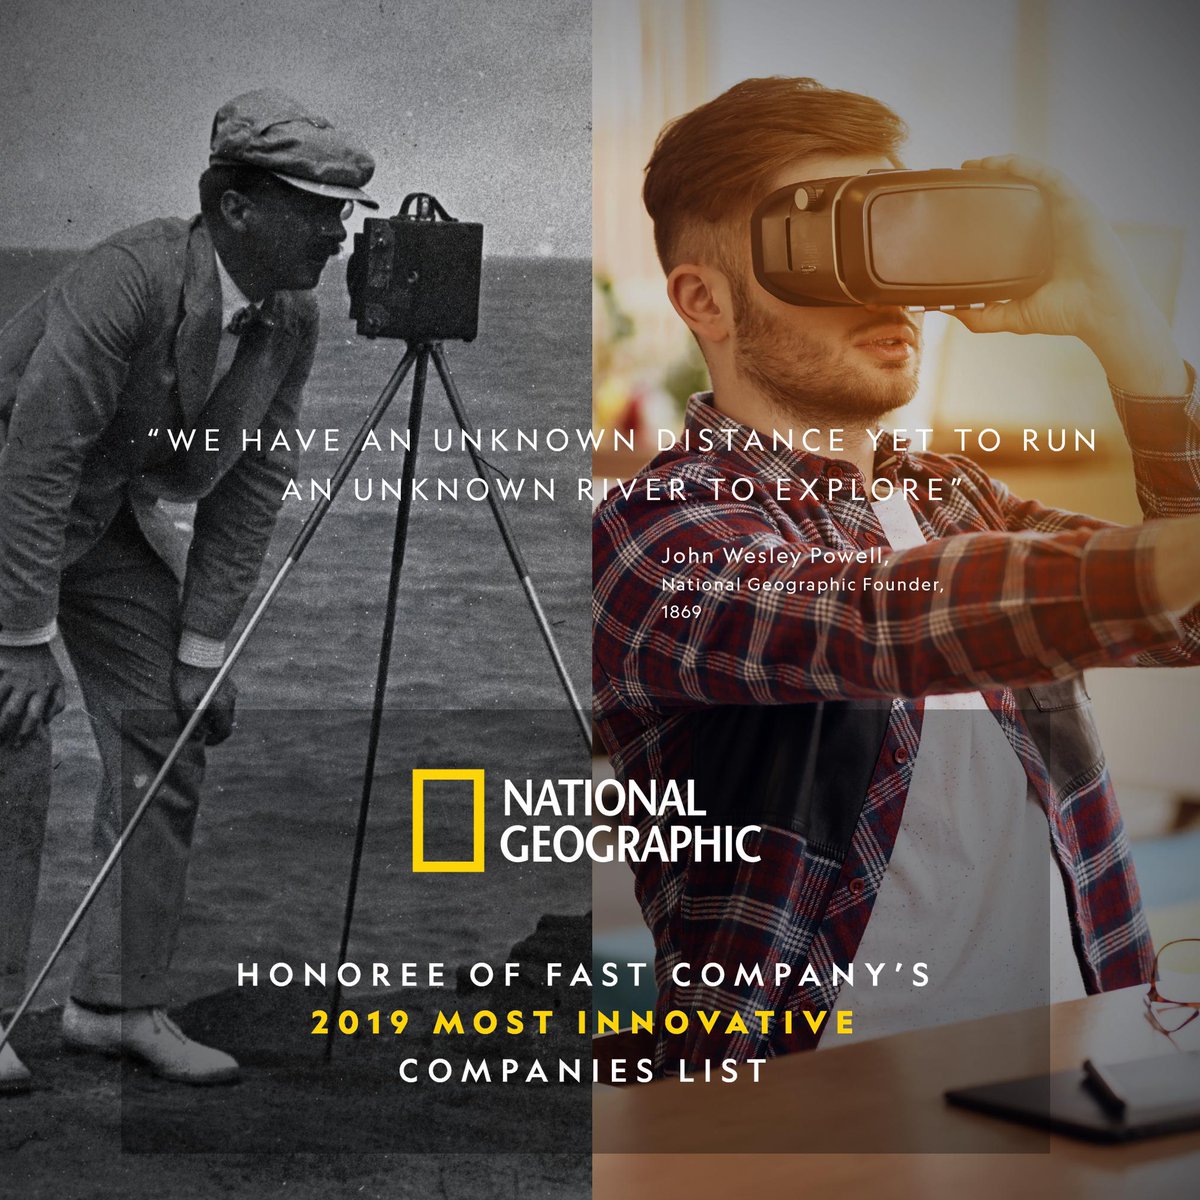 “WE HAVE AN UNKNOWN DISTANCE YET TO RUN
AN UNKNOWN RIVER TO EXPLORE”
John Wesley Powell,
National Geographic Founder,
1869
NATIONAL
GEOGRAPHIC
HONOREE OF FAST COMPANY’S
2019 MOST INNOVATIVE
COMPANIES LIST